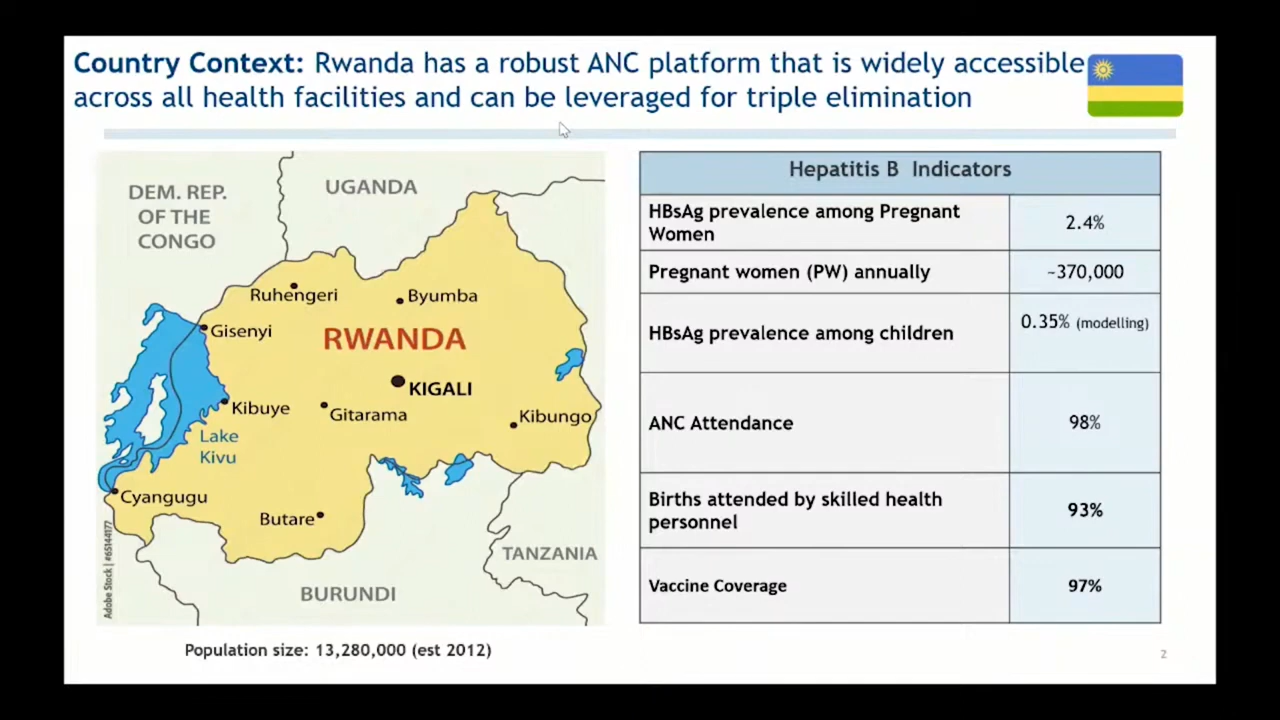 Country Context: Rwanda has a robust ANC platform that is widely accessible
across all health facilities and can be leveraged for triple elimination
DEM. REP.
OF THE
CONGO
UGANDA
Ruhengeri
Byumba
Gisenyi
RWANDA
KIGALI
Kibuye
Gitarama
Kibungo
Lake
Kivu
Cyangugu
Butare
TANZANIA
BURUNDI
Adobe Stock | #65144177
Population size: 13,280,000 (est 2012)
Hepatitis B Indicators
HBsAg prevalence among Pregnant
Women
2.4%
Pregnant women (PW) annually
~370,000
HBsAg prevalence among children
0.35% (modelling)
ANC Attendance
98%
Births attended by skilled health
personnel
93%
Vaccine Coverage
97%
2